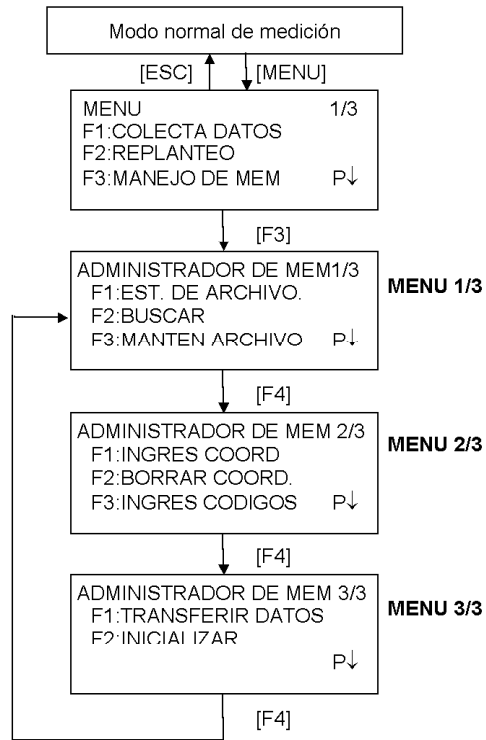 Modo normal de medición
[ESC] [MENU]
MENU 1/3
F1:COLECTA DATOS
F2:REPLANTEO
F3:MANEJO DE MEM P↓
[F3]
ADMINISTRADOR DE MEM1/3 MENU 1/3
F1:EST. DE ARCHIVO.
F2:BUSCAR
F3:MANTEN ARCHIVO P↓
[F4]
ADMINISTRADOR DE MEM 2/3 MENU 2/3
F1:INGRES COORD
F2:BORRAR COORD.
F3:INGRES CODIGOS P↓
[F4]
ADMINISTRADOR DE MEM 3/3 MENU 3/3
F1:TRANSFERIR DATOS
F2:INICIALIZAR
P↓
[F4]